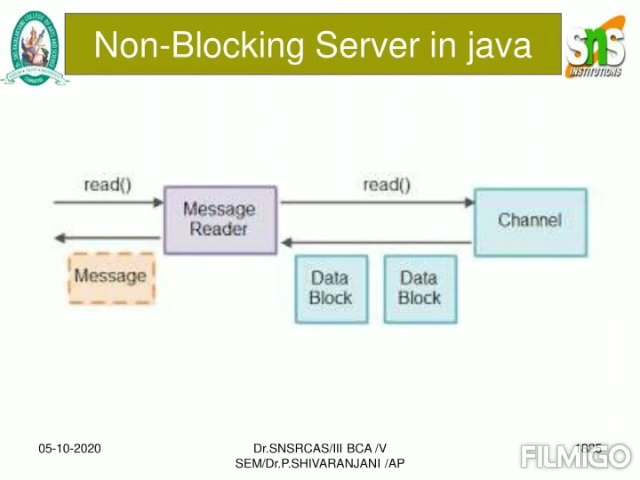 Non-Blocking Server in java
SNS
INSTITUTIONS
read()
read()
Message
Reader
Channel
Message
Data
Block
Data
Block
05-10-2020
Dr.SNSRCAS/III BCA /V
SEM/Dr.P.SHIVARANJANI /AP
FILMIGO